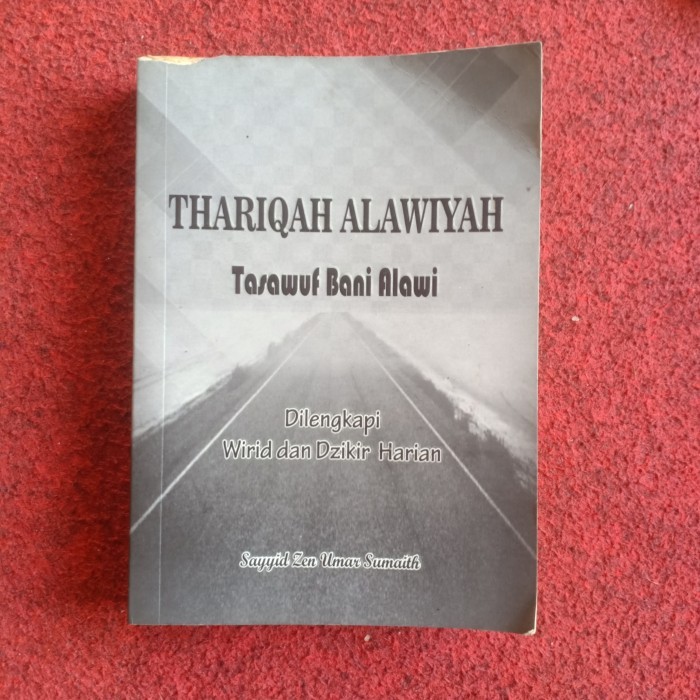 THARIQAH ALAWIYAH
Tasawuf Bani Alawi
Dilengkapi
Wirid dan Dzikir Harian
Sayyid Zen Umar Sumaith